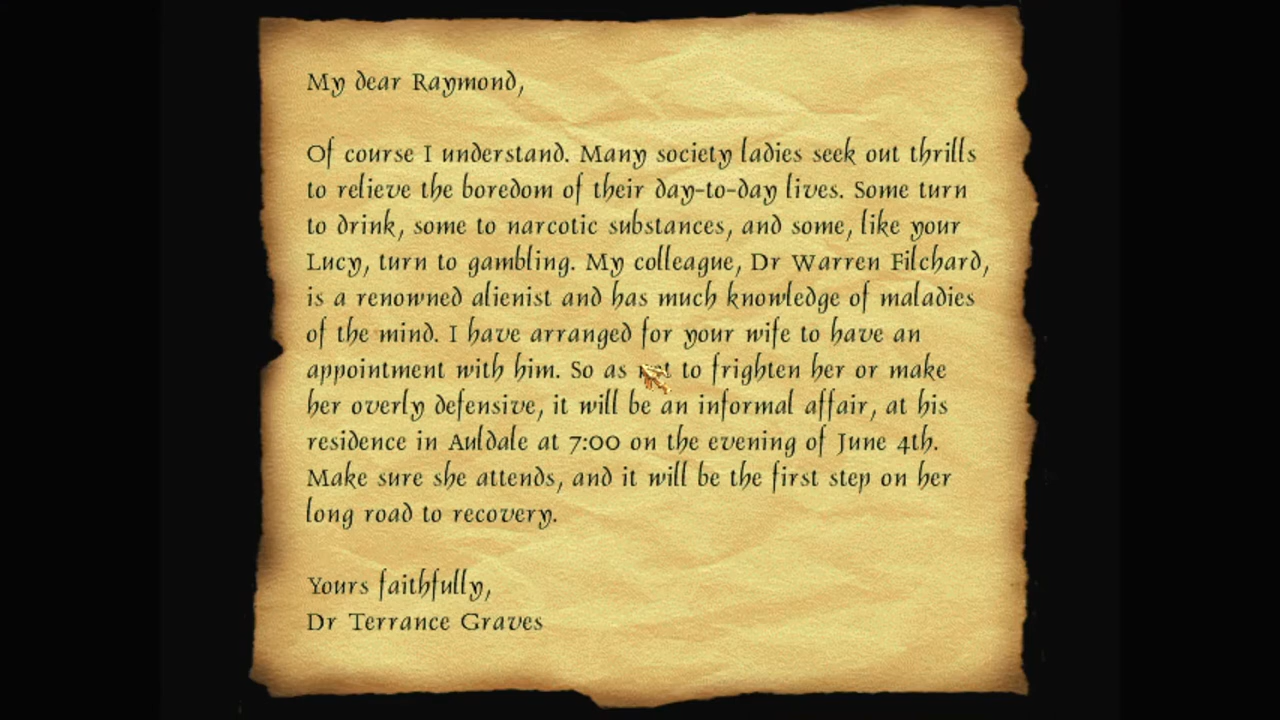 My dear Raymond,
Of course I understand. Many society ladies seek out thrills
to relieve the boredom of their day-to-day lives. Some turn
to drink, some to narcotic substances, and some, like your
Lucy, turn to gambling. My colleague, Dr Warren Filchard,
is a renowned alienist and has much knowledge of maladies
of the mind. I have arranged for your wife to have an
appointment with him. So as not to frighten her or make
her overly defensive, it will be an informal affair, at his
residence in Auldale at 7:00 on the evening of June 4th.
Make sure she attends, and it will be the first step on her
long road to recovery.
Yours faithfully,
Dr Terrance Graves